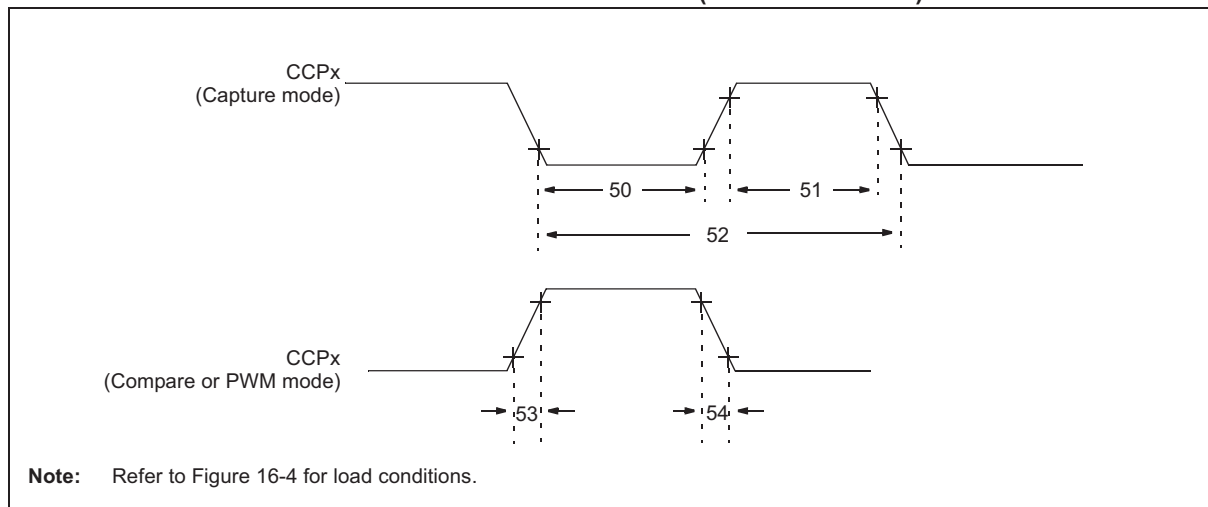 CCPx
(Capture mode)
50
51
52
CCPx
(Compare or PWM mode)
53
54
Note: Refer to Figure 16-4 for load conditions.